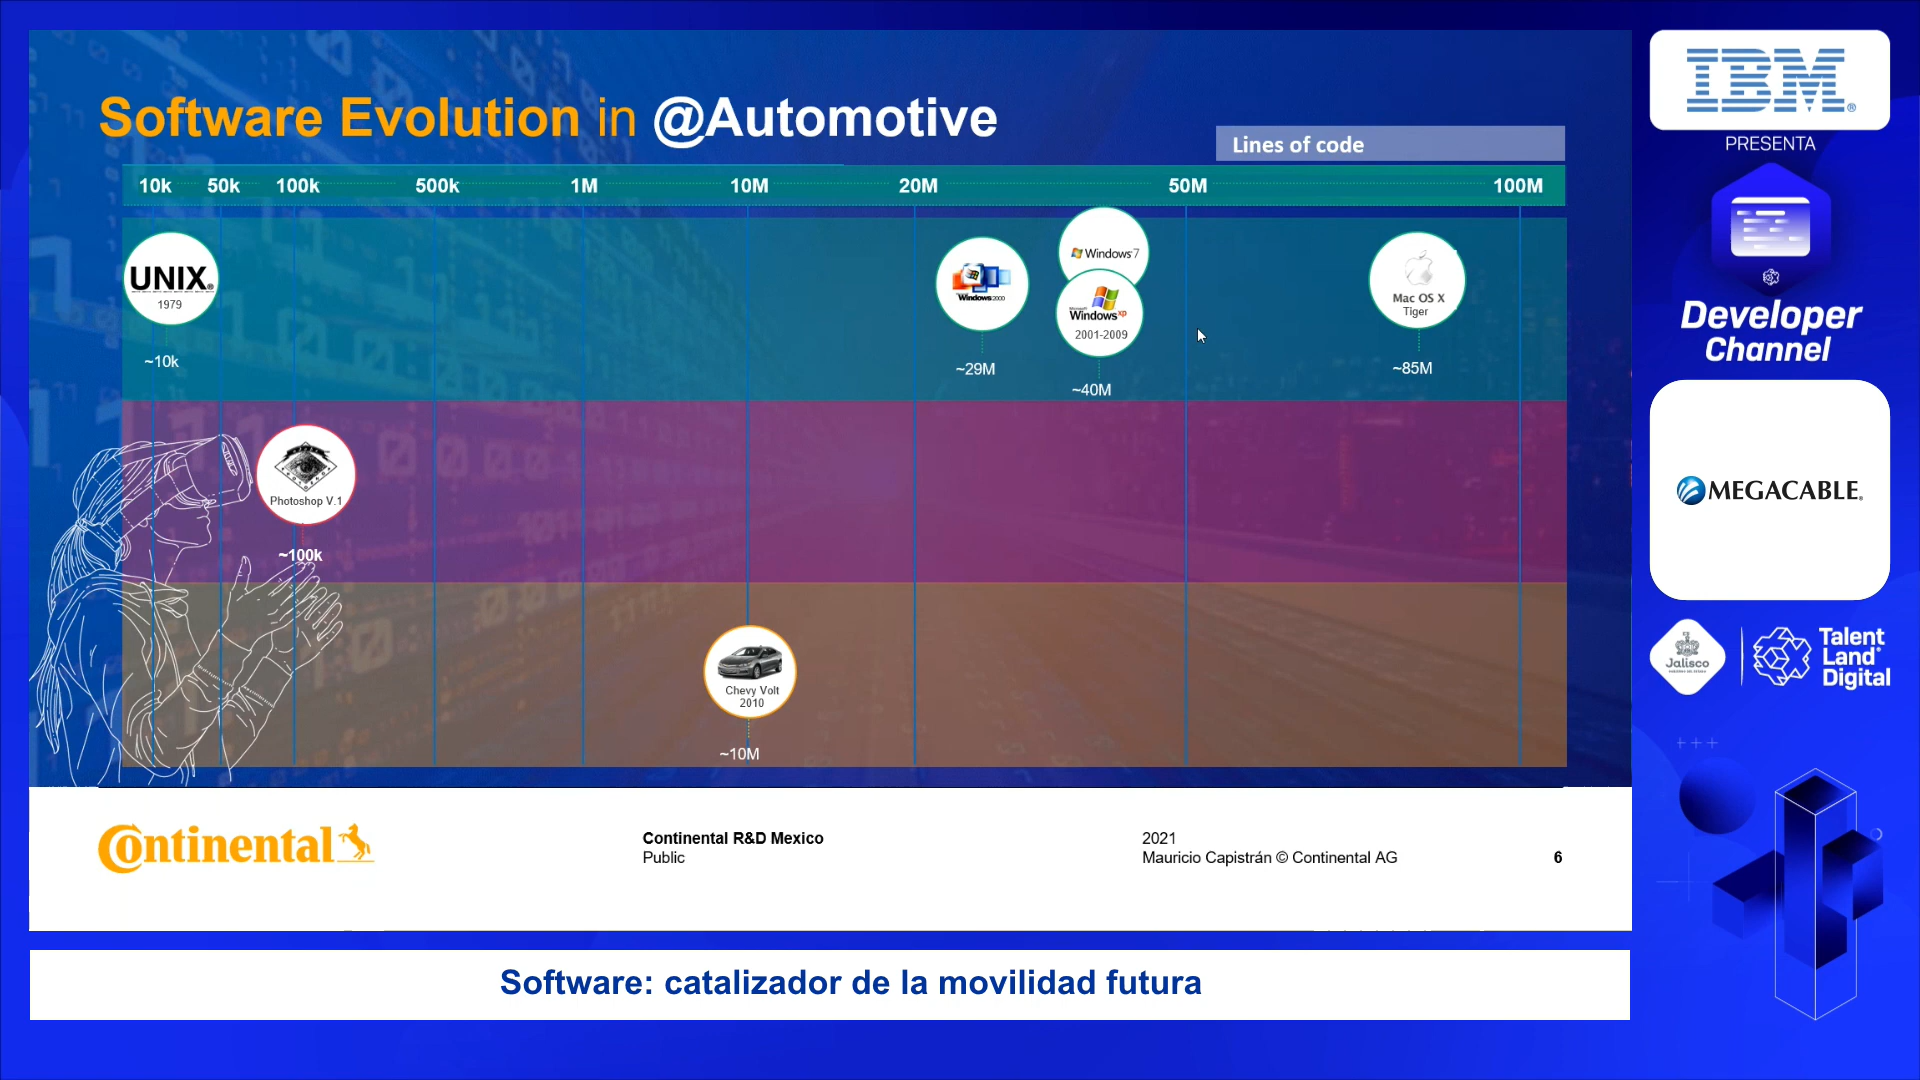 Software Evolution in @Automotive
Lines of code
10k 50k 100k 500k 1M 10M 20M 50M 100M
UNIX®
1979
~10k
Windows 2000
~29M
Windows 7
Microsoft
Windows xp
2001-2009
~40M
Mac OS X
Tiger
~85M
Photoshop V.1
~100k
Chevy Volt
2010
~10M
Continental
Continental R&D Mexico
Public
2021
Mauricio Capistrán © Continental AG
6
Software: catalizador de la movilidad futura
IBM®
PRESENTA
Developer
Channel
MEGACABLE®
Jalisco
Talent
Land®
Digital